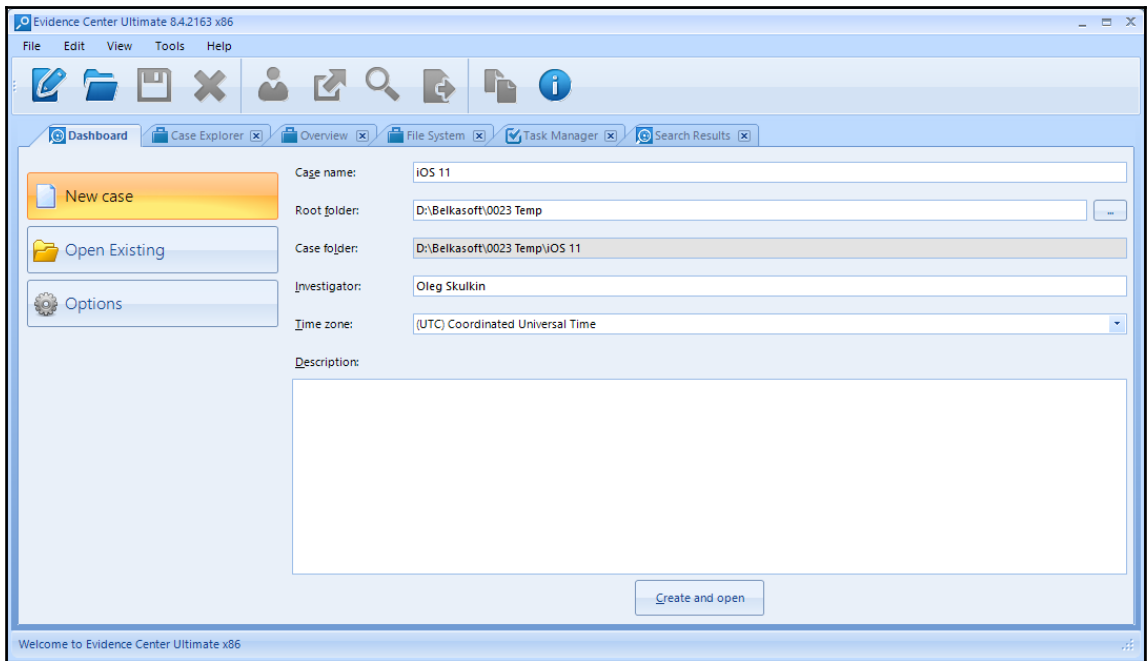 Evidence Center Ultimate 8.4.2163 x86
File Edit View Tools Help
Dashboard Case Explorer Overview File System Task Manager Search Results
New case
Open Existing
Options
Case name: iOS 11
Root folder: D:\Belkasoft\0023 Temp ...
Case folder: D:\Belkasoft\0023 Temp\iOS 11
Investigator: Oleg Skulkin
Time zone: (UTC) Coordinated Universal Time
Description:
Create and open
Welcome to Evidence Center Ultimate x86